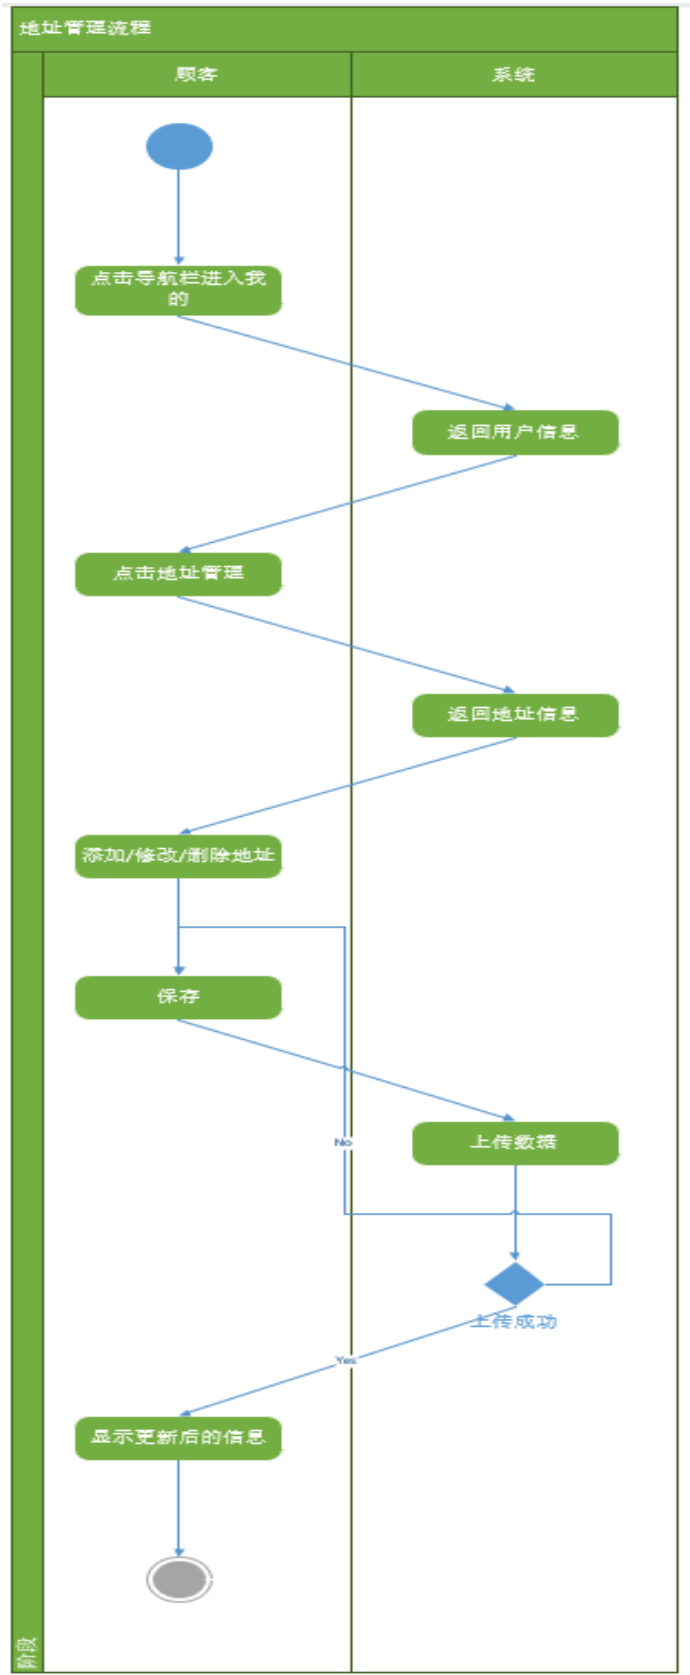 地址管理流程
顾客
系统
点击导航栏进入我
的
返回用户信息
点击地址管理
返回地址信息
添加/修改/删除地址
保存
No
上传数据
上传成功
Yes
显示更新后的信息
阶段